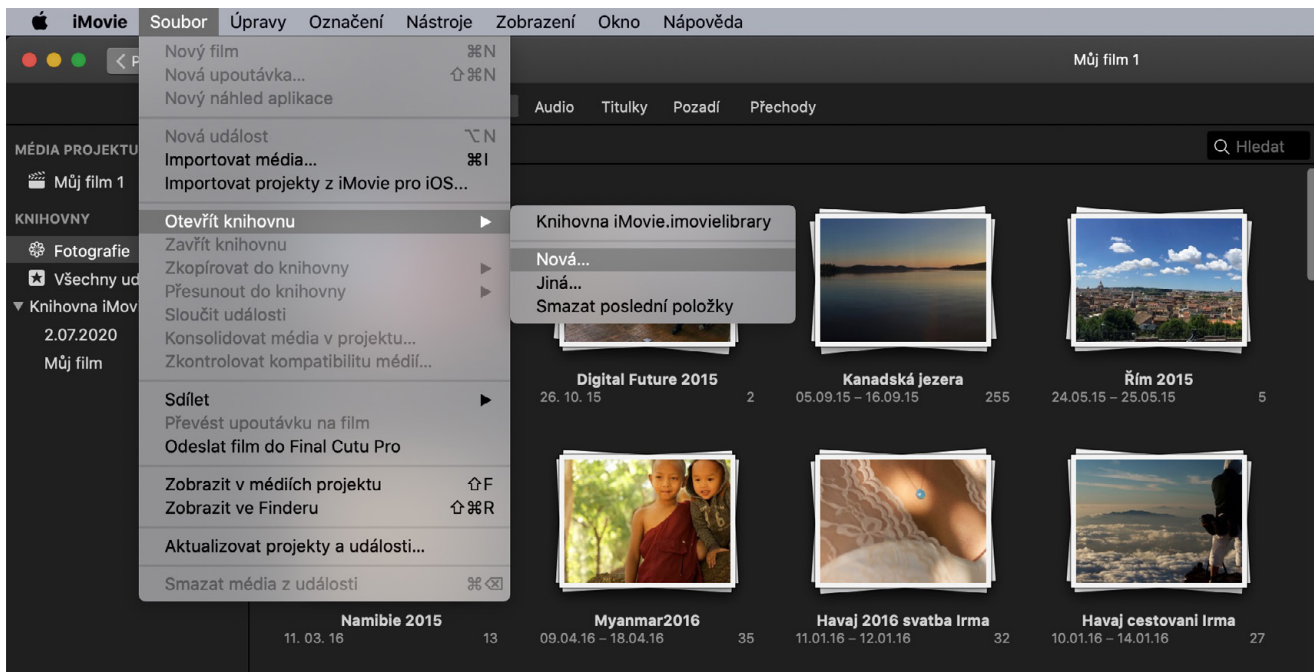 iMovie Soubor Úpravy Označení Nástroje Zobrazení Okno Nápověda
Můj film 1
Audio Titulky Pozadí Přechody
Hledat
MÉDIA PROJEKTU
Můj film 1
KNIHOVNY
Fotografie
Všechny
Knihovna
2.07.2020
Můj film
Nový film ⌘N
Nová upoutávka... ⇧⌘N
Nový náhled aplikace
Nová událost ⌥N
Importovat média... ⌘I
Importovat projekty z iMovie pro iOS...
Otevřít knihovnu ▶
Zavřít knihovnu
Zkopírovat do knihovny ▶
Přesunout do knihovny ▶
Sloučit události
Konsolidovat média v projektu...
Zkontrolovat kompatibilitu médií...
Sdílet ▶
Převést upoutávku na film
Odeslat film do Final Cutu Pro
Zobrazit v médiích projektu ⇧F
Zobrazit ve Finderu ⇧⌘R
Aktualizovat projekty a události...
Smazat média z události ⌘⌫
Knihovna iMovie.imovielibrary
Nová...
Jiná...
Smazat poslední položky
Digital Future 2015
26. 10. 15 2
Kanadská jezera
05.09.15 – 16.09.15 255
Řím 2015
24.05.15 – 25.05.15 5
Namibie 2015
11. 03. 16 13
Myanmar2016
09.04.16 – 18.04.16 35
Havaj 2016 svatba Irma
11.01.16 – 12.01.16 32
Havaj cestovani Irma
10.01.16 – 14.01.16 27